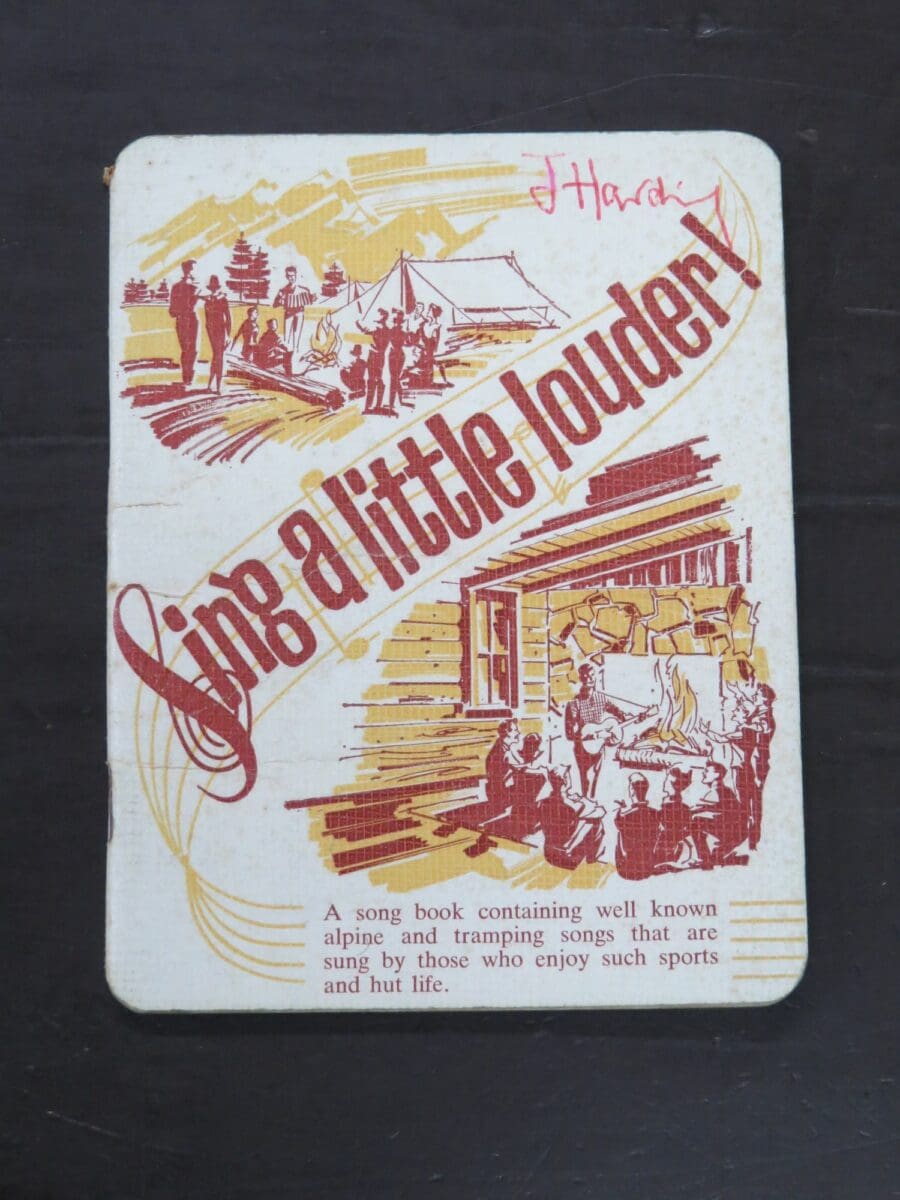 J Harding
Sing a little louder!
A song book containing well known
alpine and tramping songs that are
sung by those who enjoy such sports
and hut life.